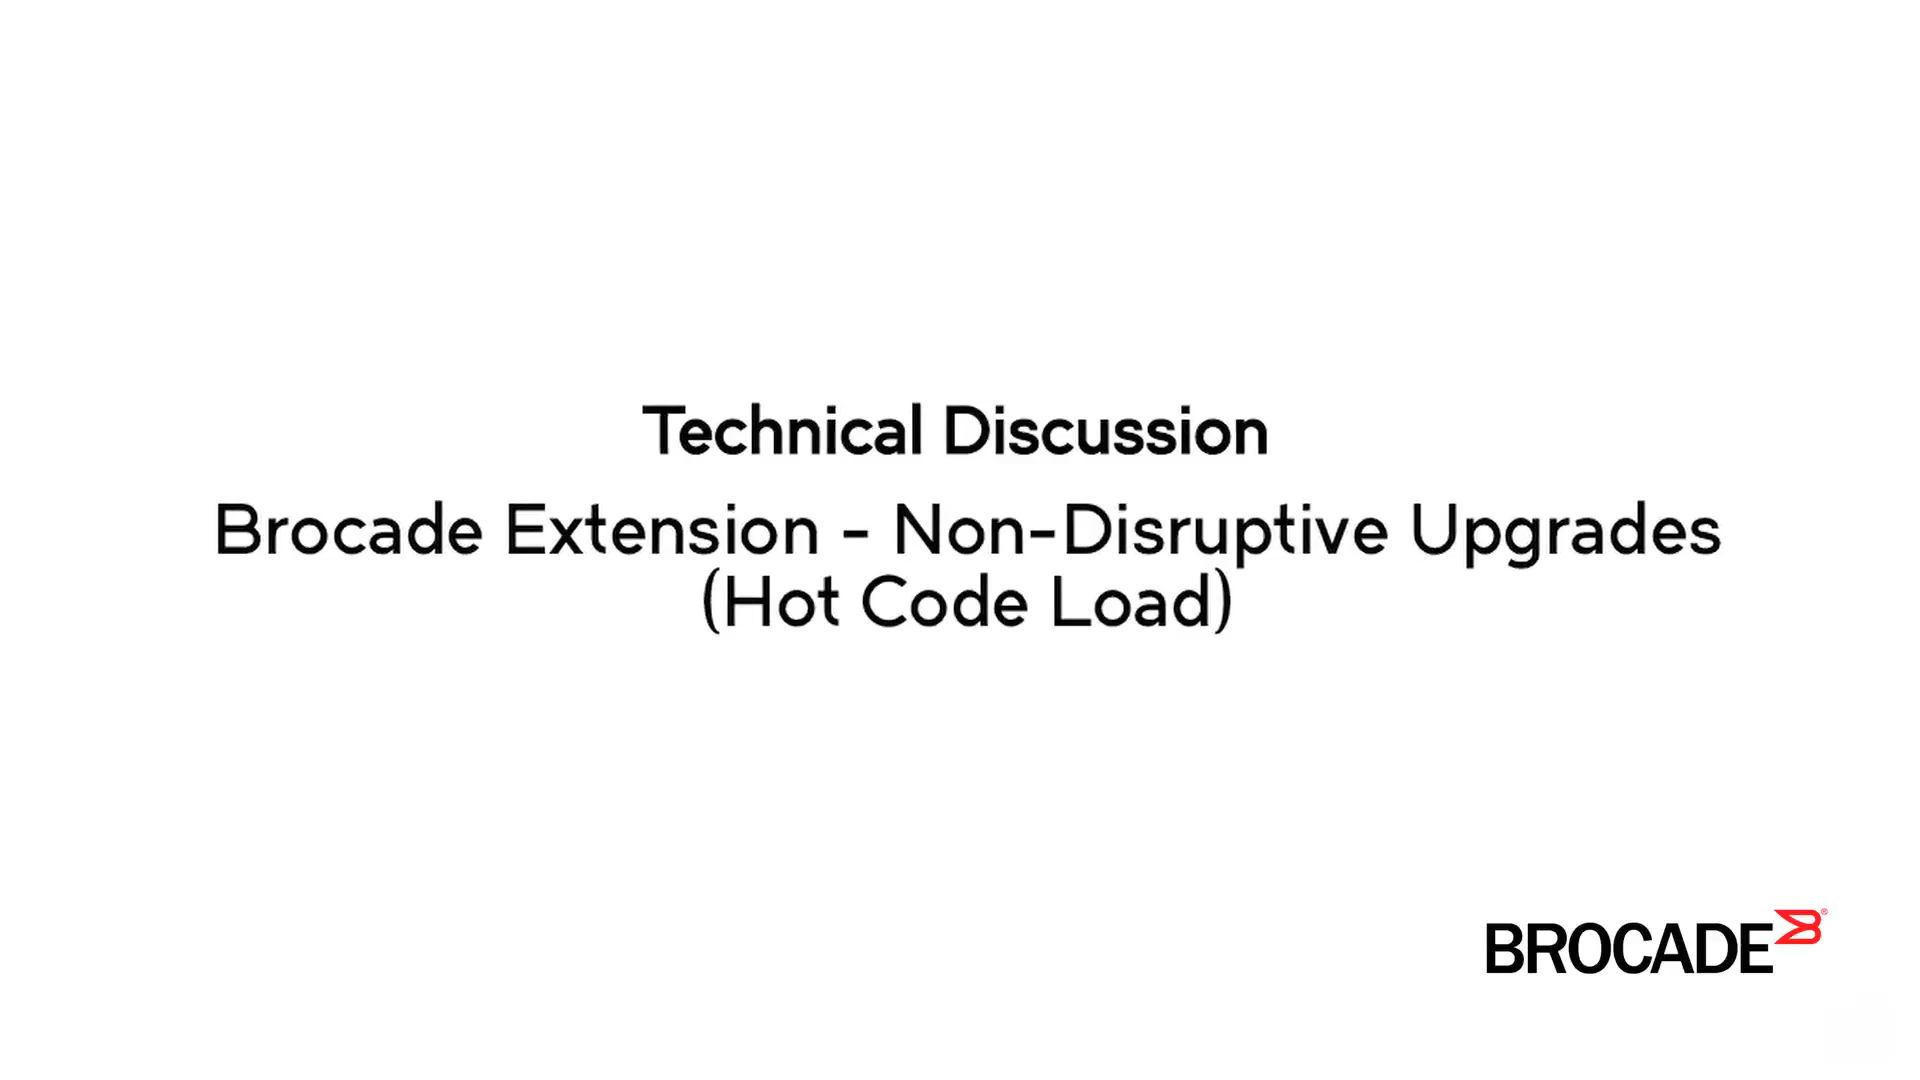 Technical Discussion
Brocade Extension - Non-Disruptive Upgrades
(Hot Code Load)
BROCADE